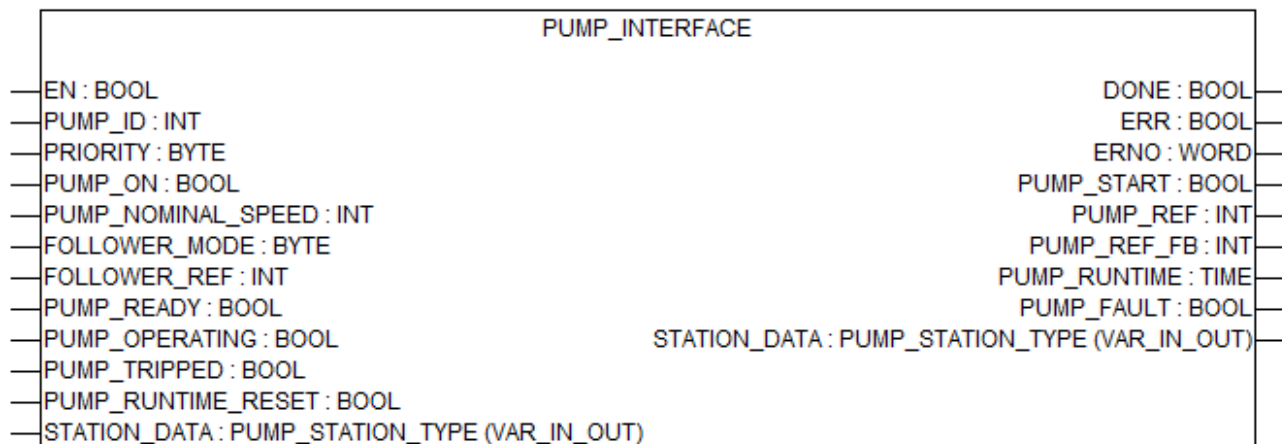 PUMP_INTERFACE
EN : BOOL
DONE : BOOL
PUMP_ID : INT
ERR : BOOL
PRIORITY : BYTE
ERNO : WORD
PUMP_ON : BOOL
PUMP_START : BOOL
PUMP_NOMINAL_SPEED : INT
PUMP_REF : INT
FOLLOWER_MODE : BYTE
PUMP_REF_FB : INT
FOLLOWER_REF : INT
PUMP_RUNTIME : TIME
PUMP_READY : BOOL
PUMP_FAULT : BOOL
PUMP_OPERATING : BOOL
STATION_DATA : PUMP_STATION_TYPE (VAR_IN_OUT)
PUMP_TRIPPED : BOOL
PUMP_RUNTIME_RESET : BOOL
STATION_DATA : PUMP_STATION_TYPE (VAR_IN_OUT)